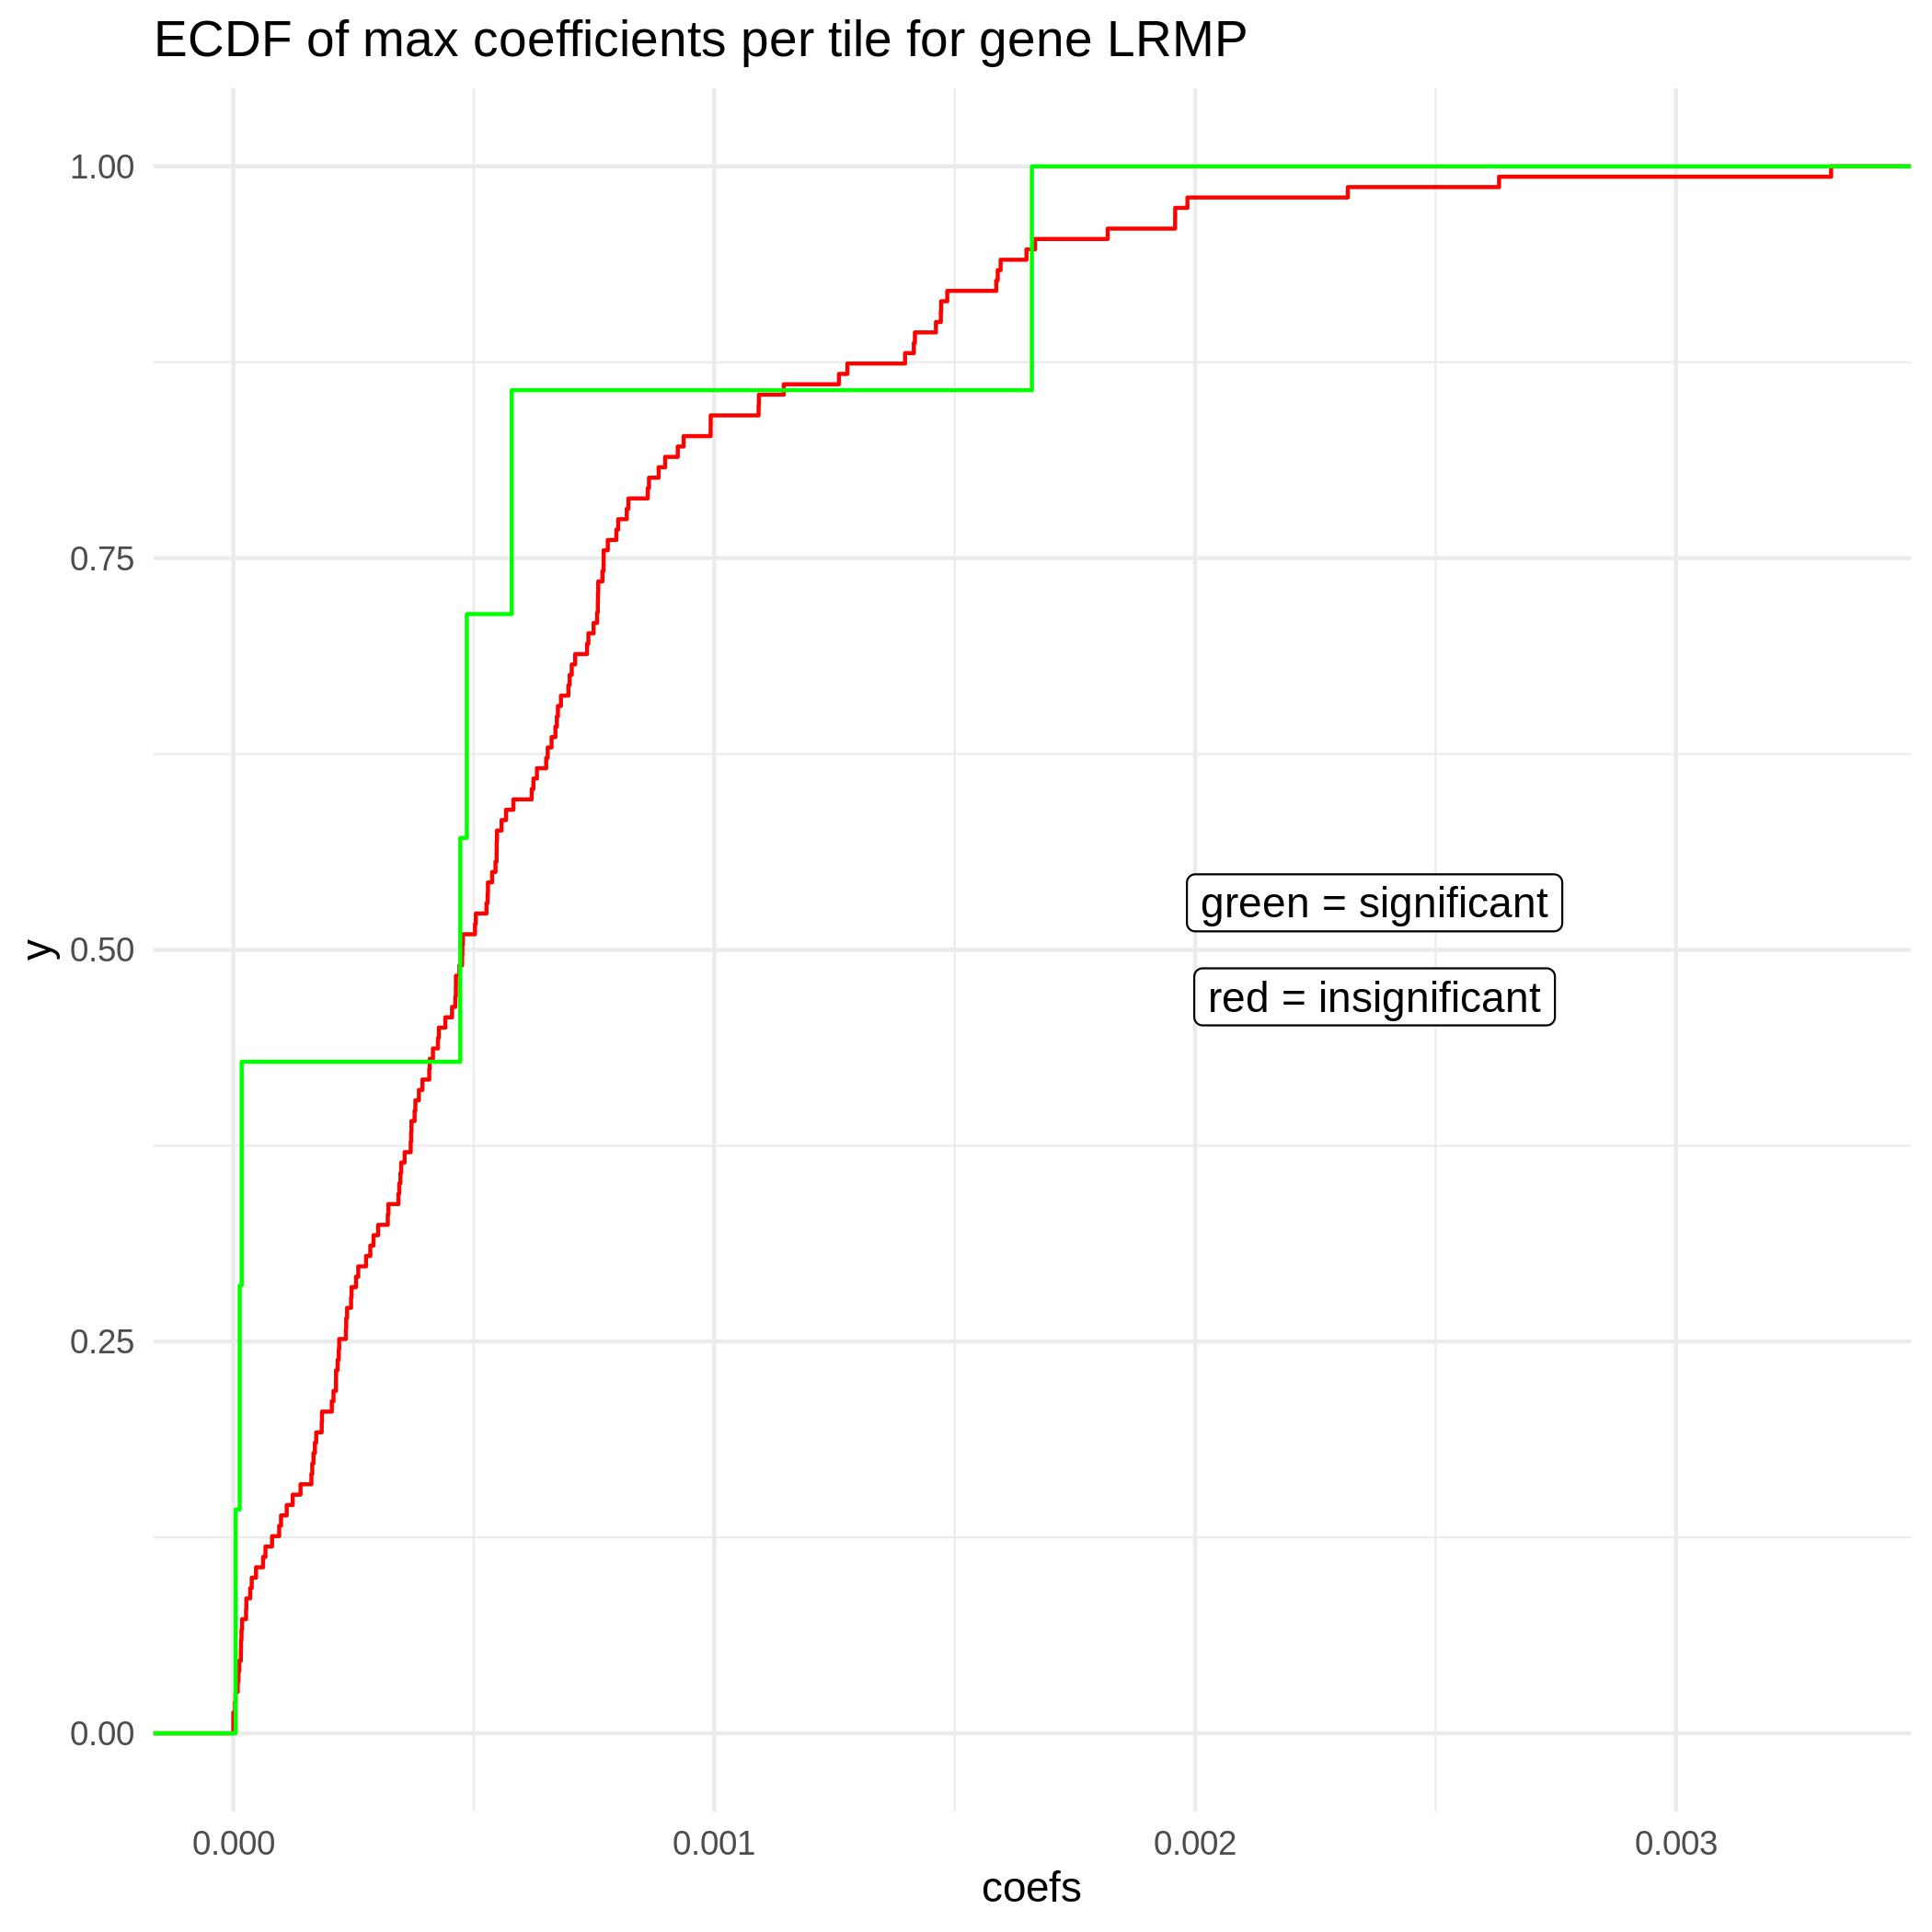 ECDF of max coefficients per tile for gene LRMP
1.00
0.75
0.50
0.25
0.00
y
green = significant
red = insignificant
0.000 0.001 0.002 0.003
coefs